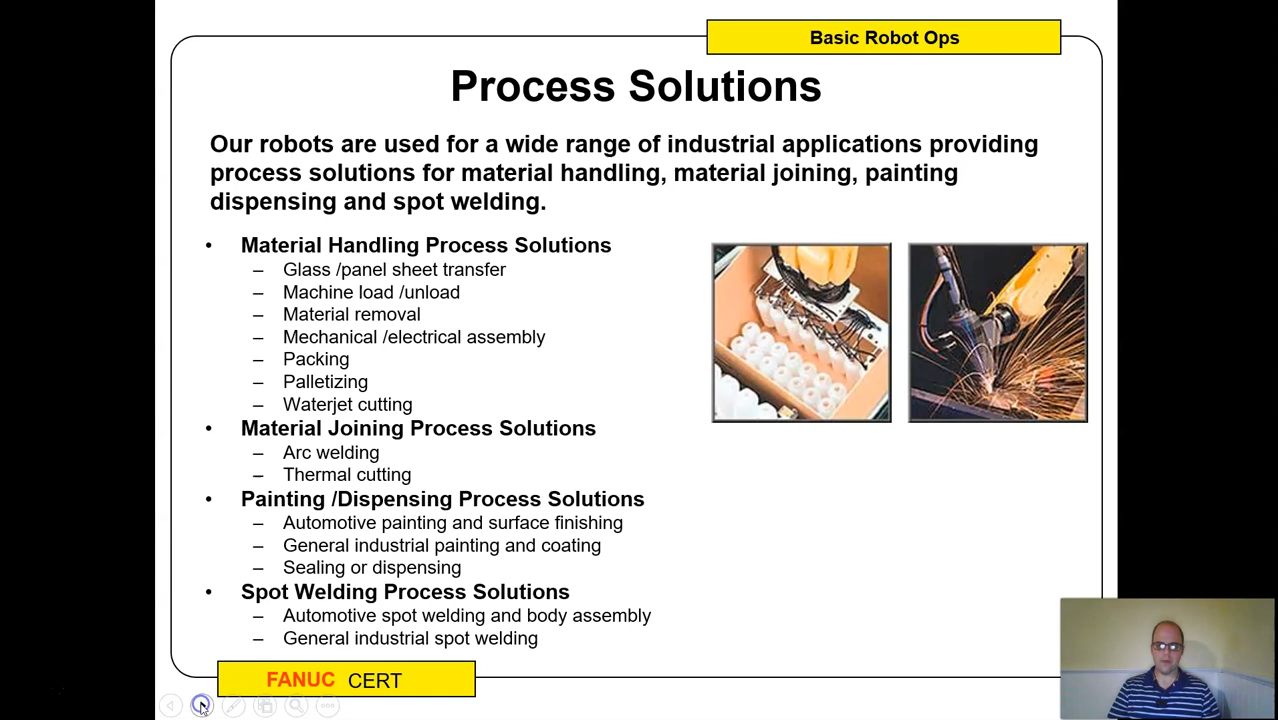 Basic Robot Ops
Process Solutions
Our robots are used for a wide range of industrial applications providing
process solutions for material handling, material joining, painting
dispensing and spot welding.
• Material Handling Process Solutions
– Glass /panel sheet transfer
– Machine load /unload
– Material removal
– Mechanical /electrical assembly
– Packing
– Palletizing
– Waterjet cutting
• Material Joining Process Solutions
– Arc welding
– Thermal cutting
• Painting /Dispensing Process Solutions
– Automotive painting and surface finishing
– General industrial painting and coating
– Sealing or dispensing
• Spot Welding Process Solutions
– Automotive spot welding and body assembly
– General industrial spot welding
FANUC CERT